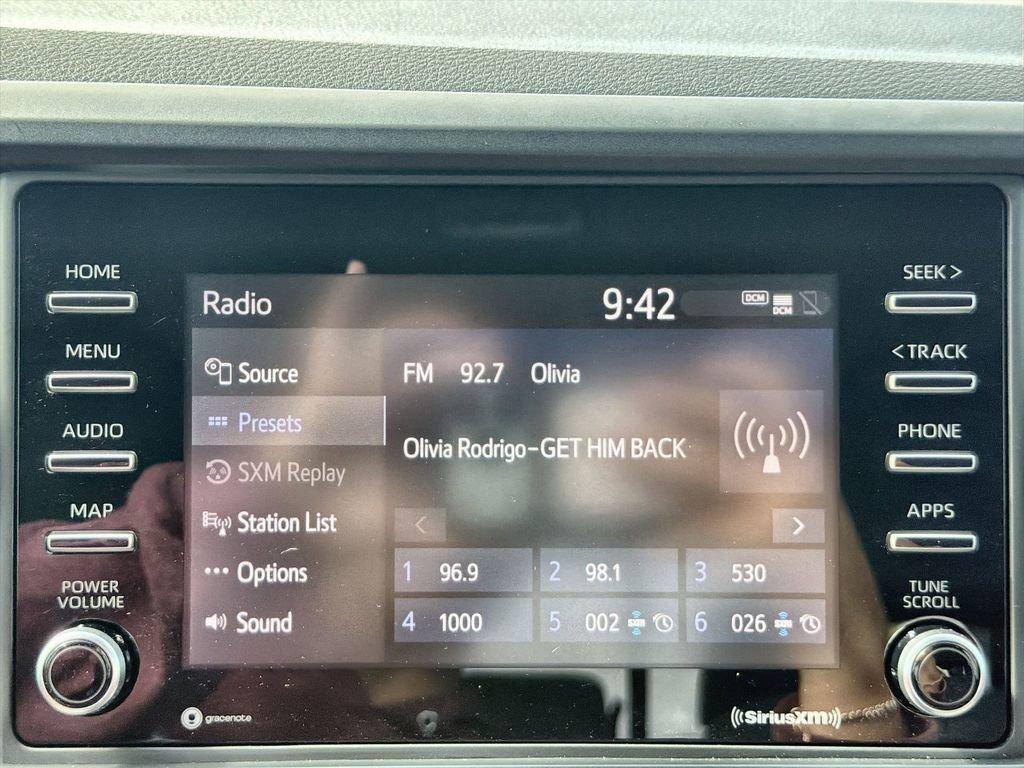 HOME
MENU
AUDIO
MAP
POWER
VOLUME
Radio
9:42
DCM
DCM
Source
Presets
SXM Replay
Station List
Options
Sound
FM 92.7 Olivia
Olivia Rodrigo-GET HIM BACK
< >
1 96.9 2 98.1 3 530
4 1000 5 002 SXM 6 026 SXM
SEEK >
< TRACK
PHONE
APPS
TUNE
SCROLL
gracenote
((SiriusXM))